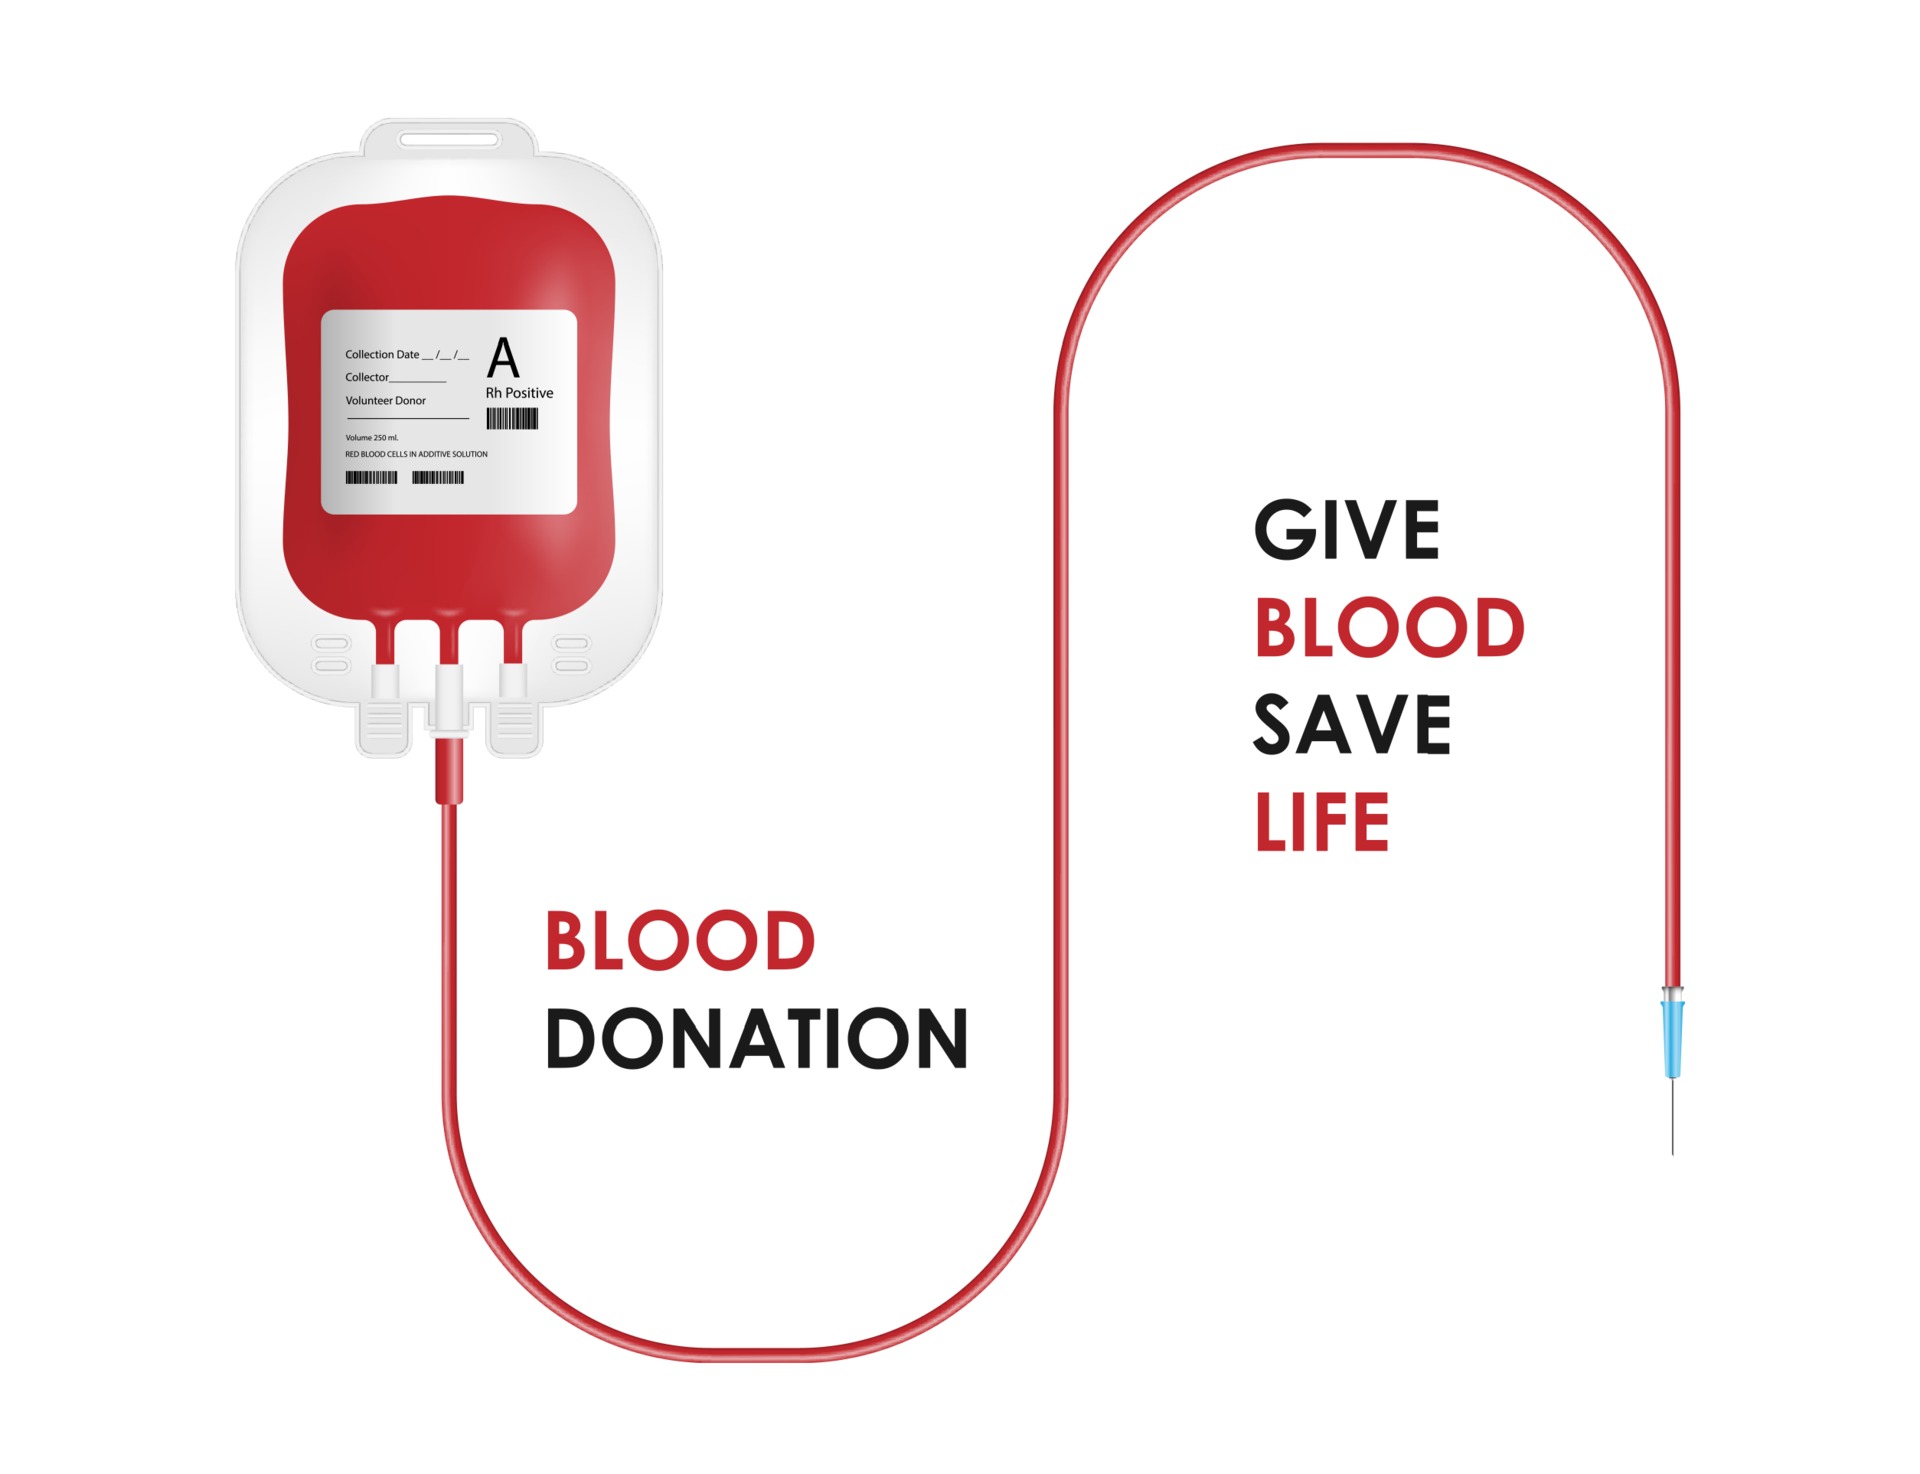 Collection Date __ /__ /__
Collector_________
Volunteer Donor
___________________
Volume 250 ml.
RED BLOOD CELLS IN ADDITIVE SOLUTION
A
Rh Positive
BLOOD
DONATION
GIVE
BLOOD
SAVE
LIFE